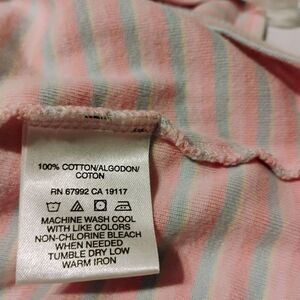 100% COTTON/ALGODON/
COTON
RN 67992 CA 19117
MACHINE WASH COOL
WITH LIKE COLORS
NON-CHLORINE BLEACH
WHEN NEEDED
TUMBLE DRY LOW
WARM IRON